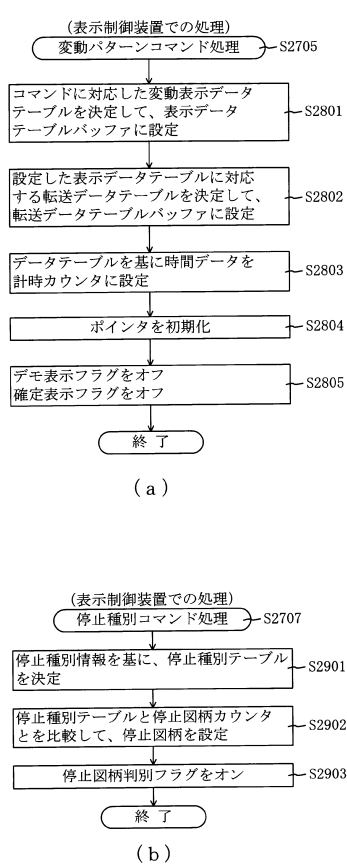 (表示制御装置での処理)
変動パターンコマンド処理
S2705
コマンドに対応した変動表示データ
テーブルを決定して、表示データ
テーブルバッファに設定
S2801
設定した表示データテーブルに対応
する転送データテーブルを決定して、
転送データテーブルバッファに設定
S2802
データテーブルを基に時間データを
計時カウンタに設定
S2803
ポインタを初期化
S2804
デモ表示フラグをオフ
確定表示フラグをオフ
S2805
終了
(a)
(表示制御装置での処理)
停止種別コマンド処理
S2707
停止種別情報を基に、停止種別テーブル
を決定
S2901
停止種別テーブルと停止図柄カウンタ
とを比較して、停止図柄を設定
S2902
停止図柄判別フラグをオン
S2903
終了
(b)